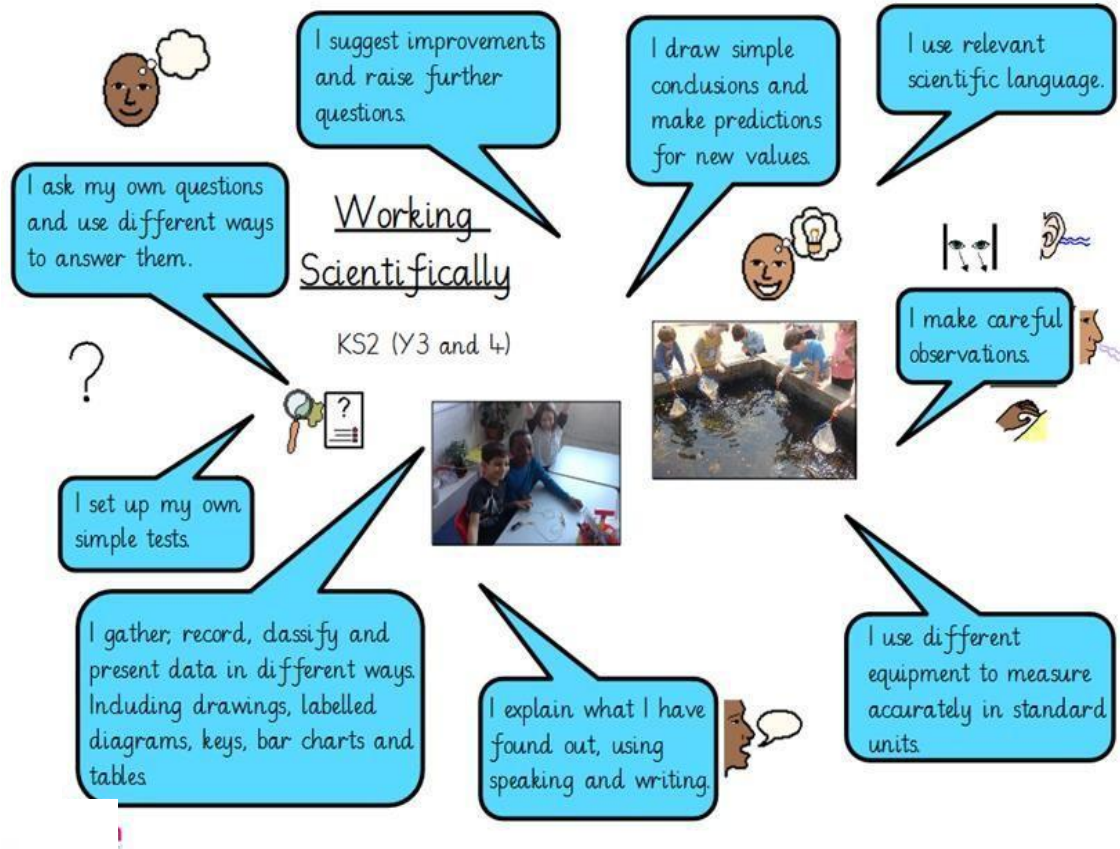 I suggest improvements
and raise further
questions.
I draw simple
conclusions and
make predictions
for new values.
I use relevant
scientific language.
I ask my own questions
and use different ways
to answer them.
Working
Scientifically
KS2 (Y3 and 4)
I make careful
observations.
?
?
I set up my own
simple tests.
I gather, record, classify and
present data in different ways.
Including drawings, labelled
diagrams, keys, bar charts and
tables.
I explain what I have
found out, using
speaking and writing.
I use different
equipment to measure
accurately in standard
units.